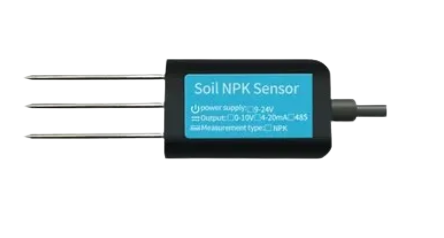 Soil NPK Sensor
power supply:☐9-24V
Output:☐0-10V☐4-20mA☐485
Measurement type:☐NPK